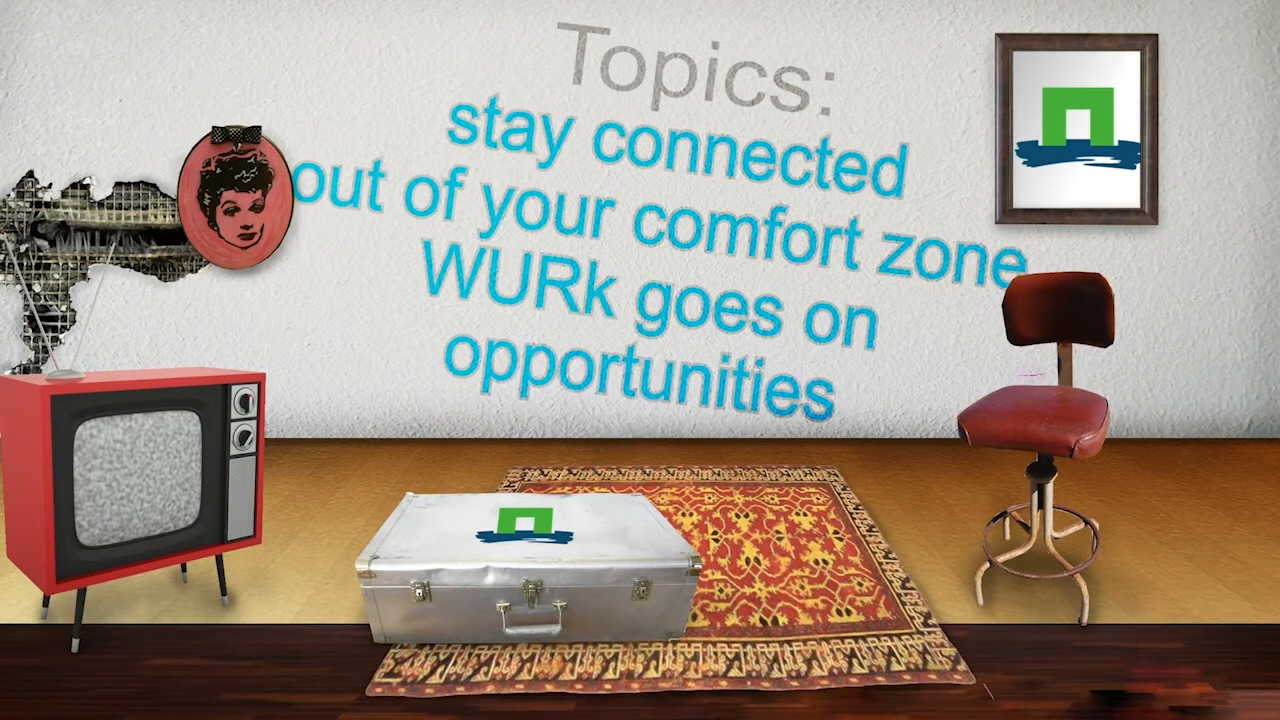 Topics:
stay connected
out of your comfort zone
WURk goes on
opportunities